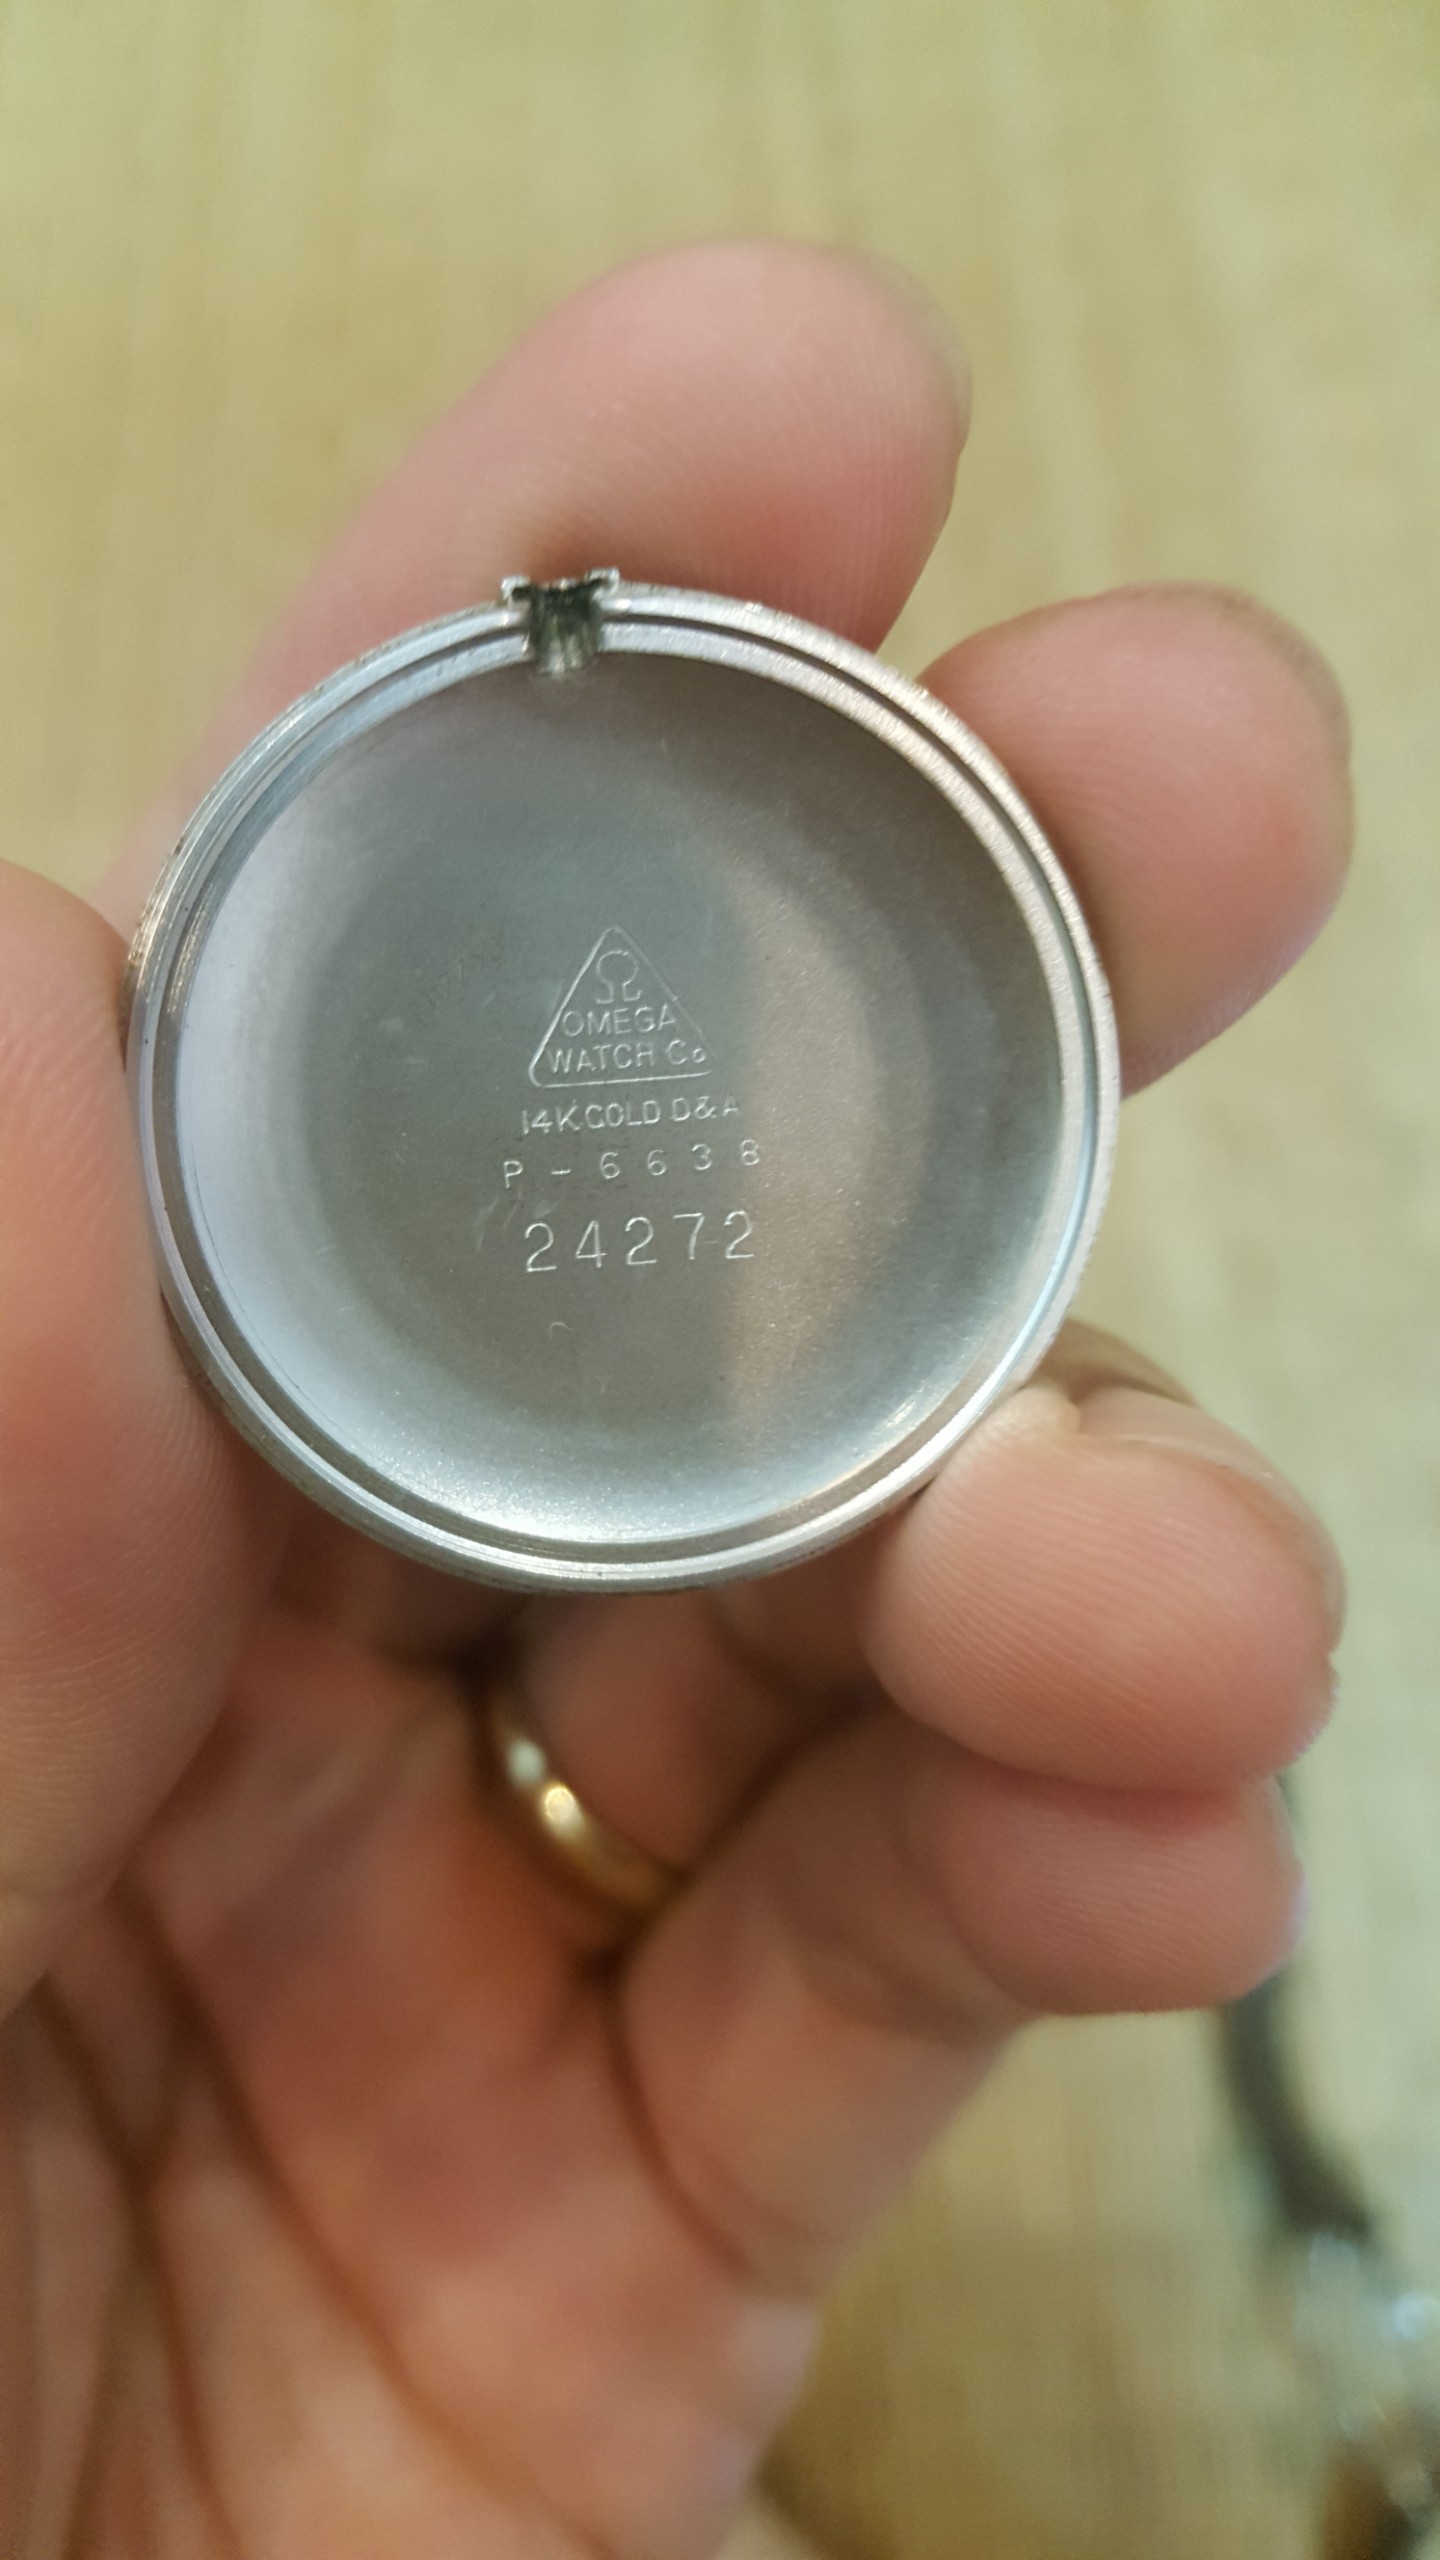 Ω
OMEGA
WATCH Co
14K.GOLD D&A
P-6638
24272